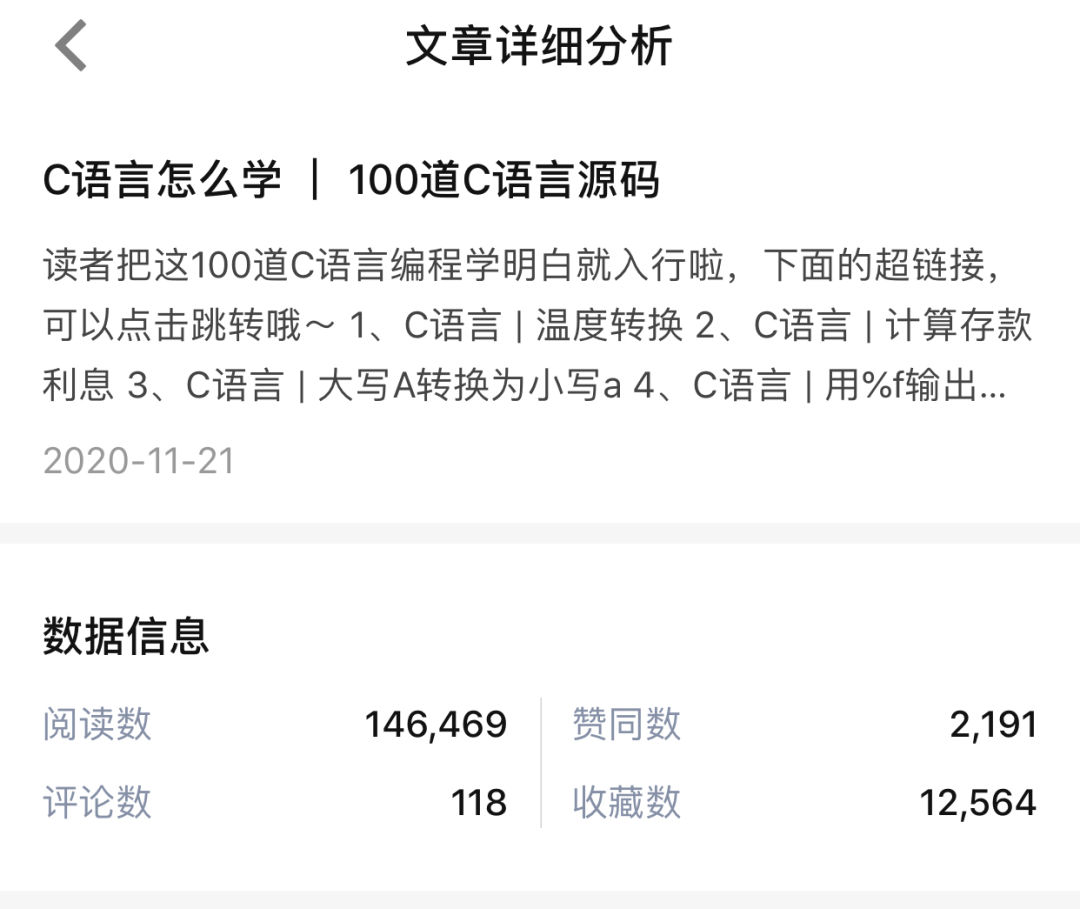 文章详细分析
C语言怎么学 | 100道C语言源码
读者把这100道C语言编程学明白就入行啦，下面的超链接，
可以点击跳转哦～ 1、C语言 | 温度转换 2、C语言 | 计算存款
利息 3、C语言 | 大写A转换为小写a 4、C语言 | 用%f输出...
2020-11-21
数据信息
阅读数 146,469 赞同数 2,191
评论数 118 收藏数 12,564